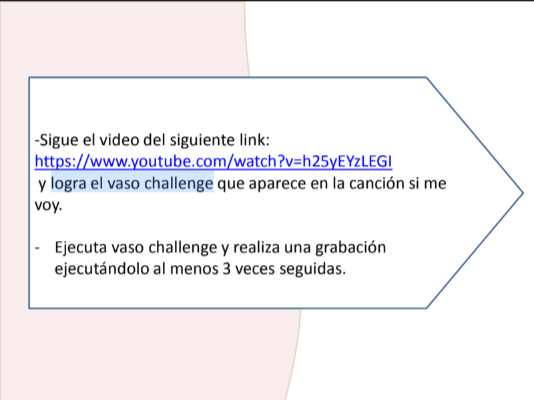 -Sigue el video del siguiente link:
https://www.youtube.com/watch?v=h25yEYzLEGI
y logra el vaso challenge que aparece en la canción si me
voy.
- Ejecuta vaso challenge y realiza una grabación
ejecutándolo al menos 3 veces seguidas.